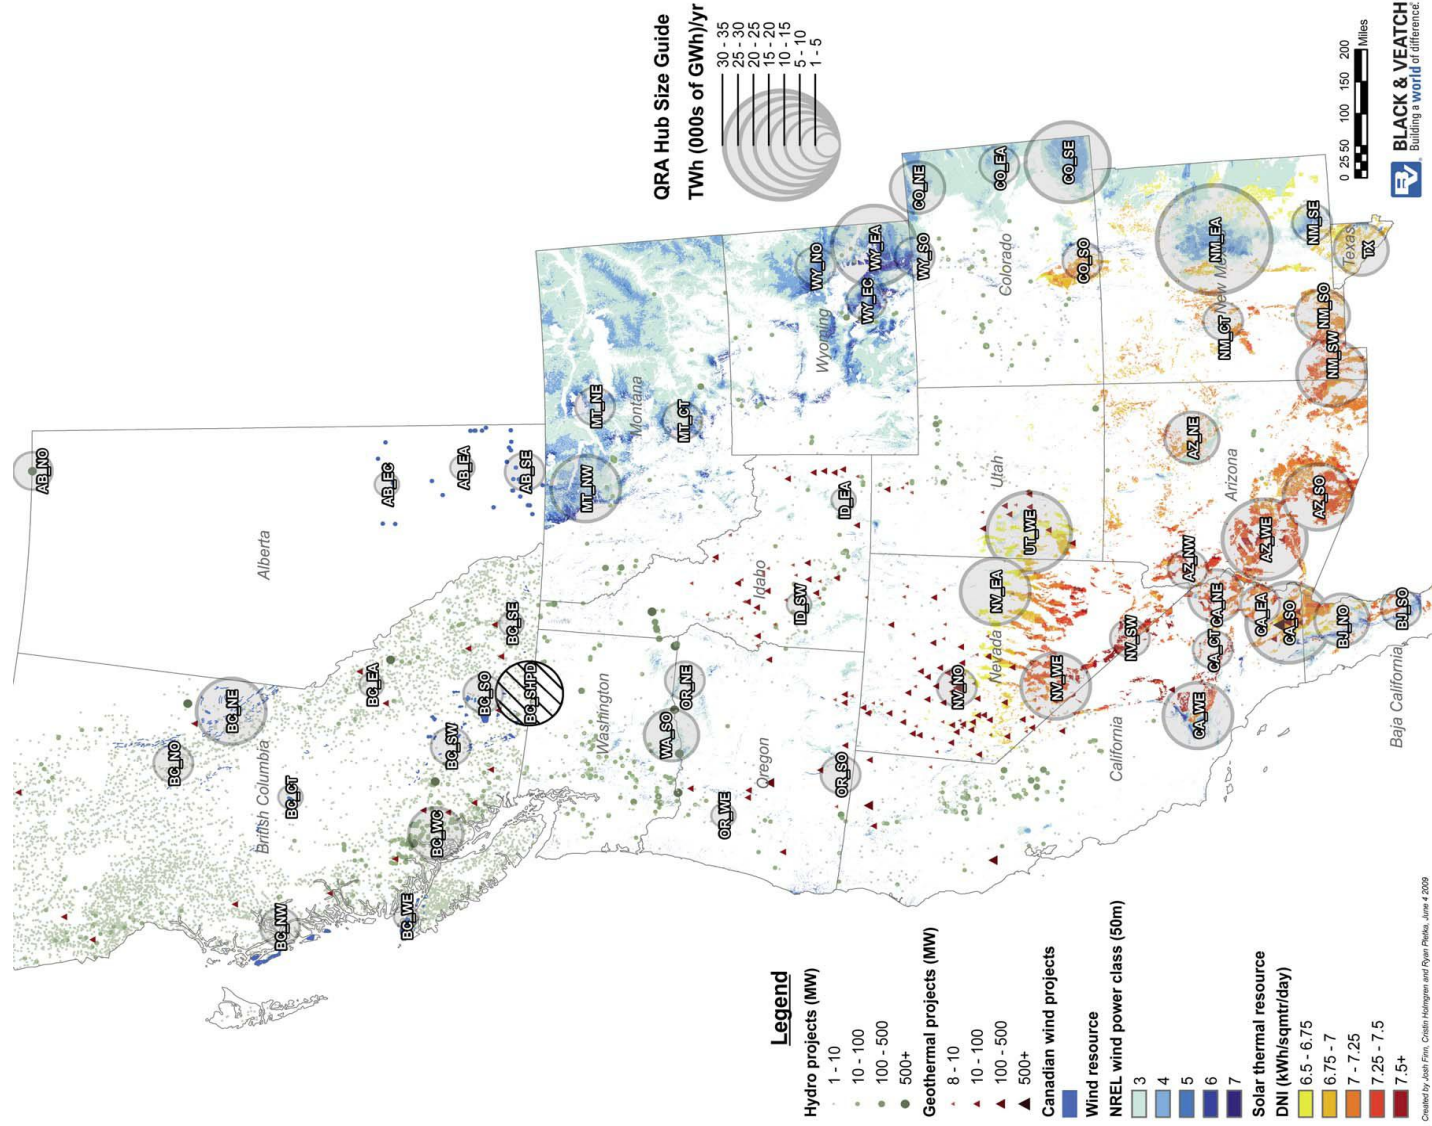 QRA Hub Size Guide
TWh (000s of GWh)/yr
30 - 35
25 - 30
20 - 25
15 - 20
10 - 15
5 - 10
1 - 5
AB_NO
AB_EC
AB_EA
AB_SE
Alberta
BC_NE
BC_NO
BC_CT
British Columbia
BC_NW
BC_WE
BC_WC
BC_SW
BC_SO
BC_EA
BC_SE
BC_SHPD
MT_NE
MT_CT
MT_NW
Montana
Washington
WA_SO
OR_NE
OR_WE
OR_SO
Oregon
Idaho
ID_SW
ID_EA
Wyoming
WY_NO
WY_EA
WY_EC
WY_SO
Colorado
CO_NE
CO_EA
CO_SE
CO_SO
Utah
UT_WE
Nevada
NV_EA
NV_NO
NV_WE
NV_SW
California
CA_WE
CA_CT
CA_NE
CA_EA
CA_SO
Arizona
AZ_NE
AZ_NW
AZ_WE
AZ_SO
New M
NM_EA
NM_CT
NM_SE
NM_SO
NM_SW
Texas
TX
Baja California
BJ_NO
BJ_SO
Legend
Hydro projects (MW)
1 - 10
10 - 100
100 - 500
500+
Geothermal projects (MW)
8 - 10
10 - 100
100 - 500
500+
Canadian wind projects
Wind resource
NREL wind power class (50m)
3
4
5
6
7
Solar thermal resource
DNI (kWh/sqmtr/day)
6.5 - 6.75
6.75 - 7
7 - 7.25
7.25 - 7.5
7.5+
0 25 50 100 150 200
Miles
BV
BLACK & VEATCH
Building a world of difference.
Created by Josh Finn, Cristin Holmgren and Ryan Pletka, June 4 2009